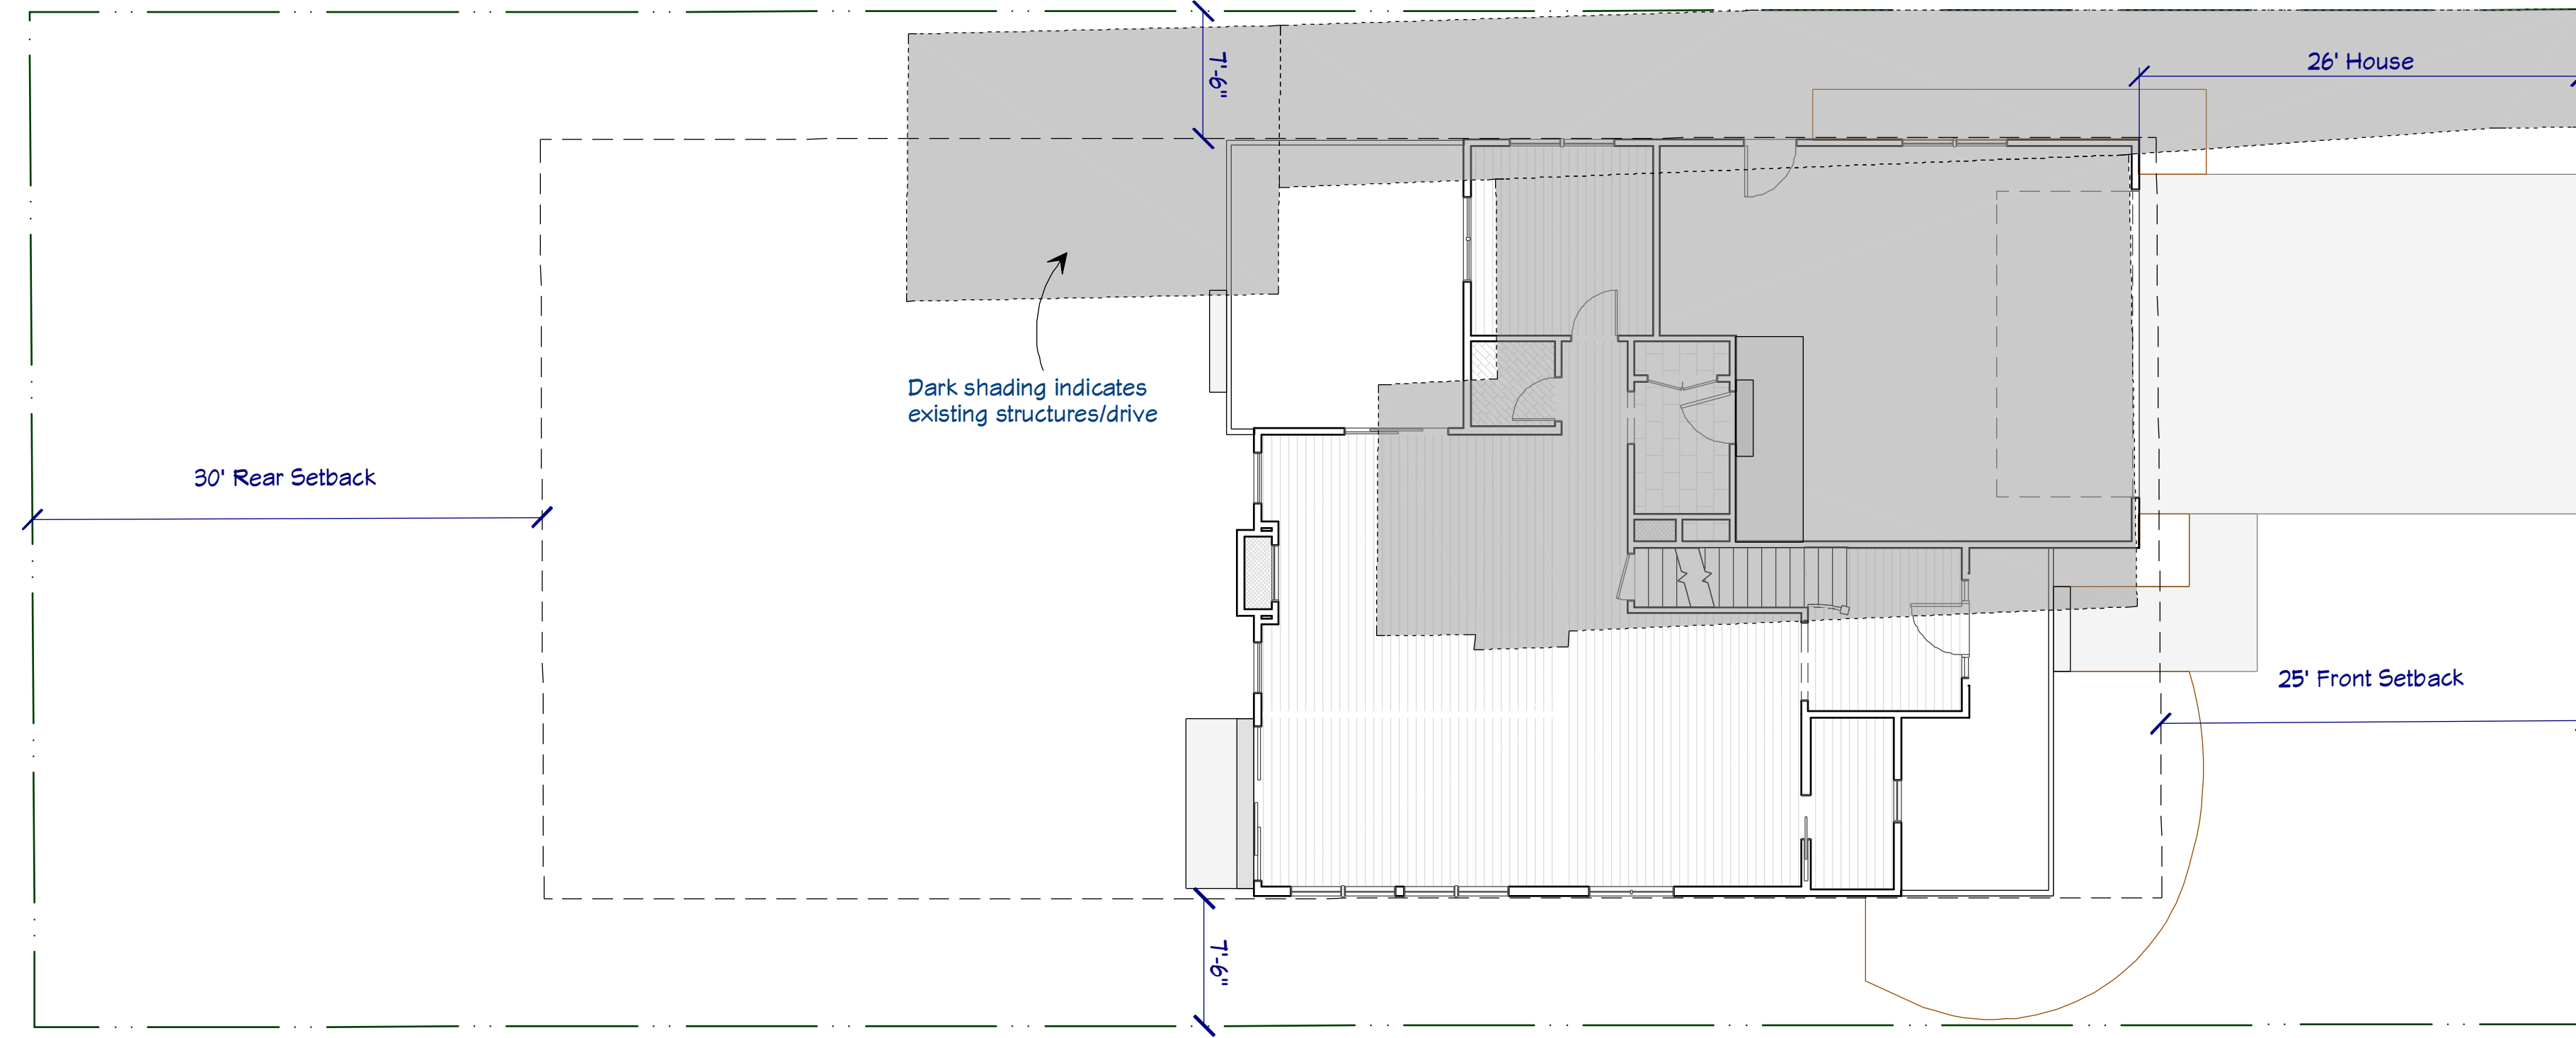 7'-6"
26' House
Dark shading indicates
existing structures/drive
30' Rear Setback
25' Front Setback
7'-6"